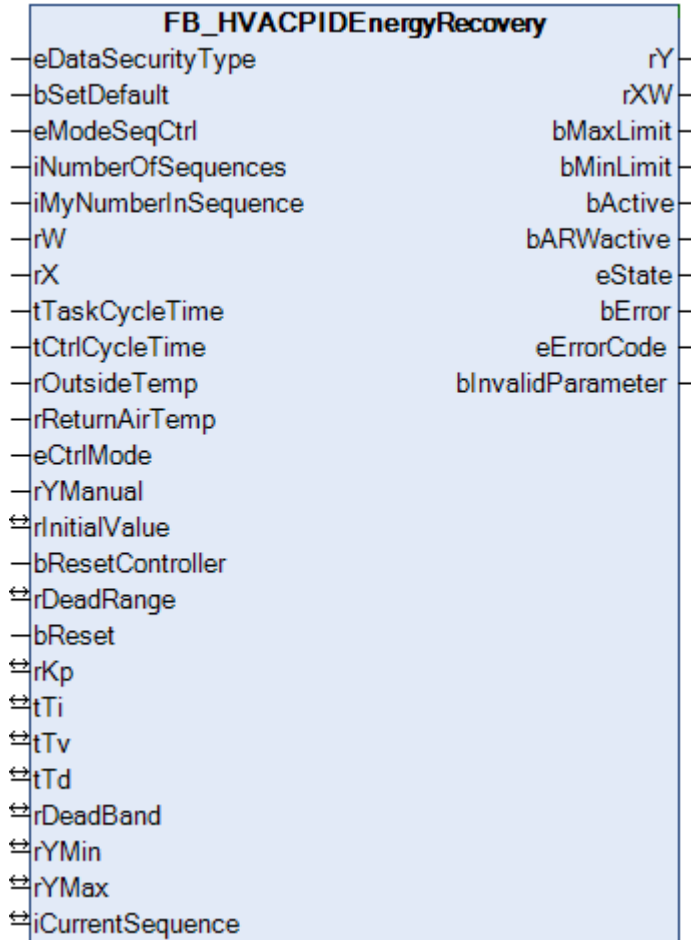 FB_HVACPIDEnergyRecovery
eDataSecurityType rY
bSetDefault rXW
eModeSeqCtrl bMaxLimit
iNumberOfSequences bMinLimit
iMyNumberInSequence bActive
rW bARWactive
rX eState
tTaskCycleTime bError
tCtrlCycleTime eErrorCode
rOutsideTemp bInvalidParameter
rReturnAirTemp
eCtrlMode
rYManual
rInitialValue
bResetController
rDeadRange
bReset
rKp
tTi
tTv
tTd
rDeadBand
rYMin
rYMax
iCurrentSequence